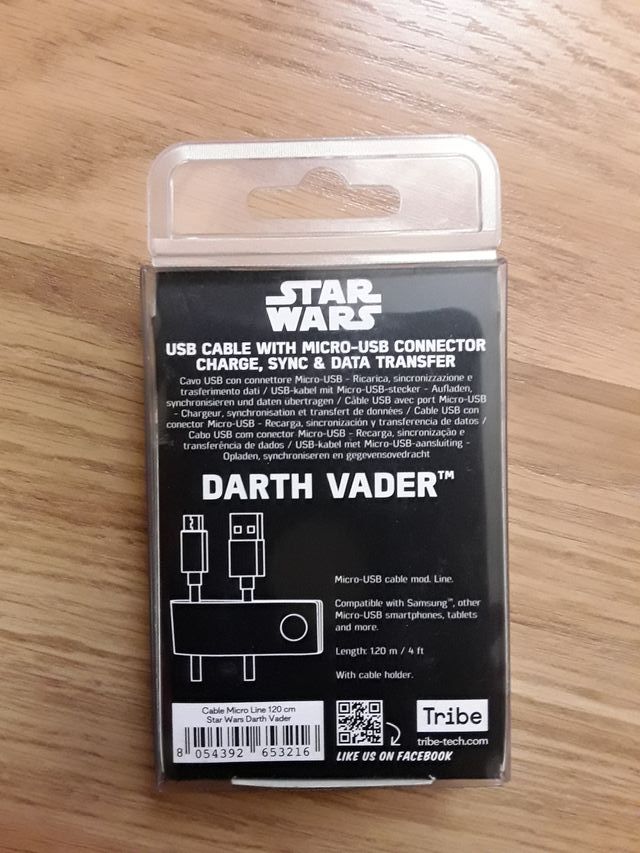 STAR
WARS
USB CABLE WITH MICRO-USB CONNECTOR
CHARGE, SYNC & DATA TRANSFER
Cavo USB con connettore Micro-USB - Ricarica, sincronizzazione e
trasferimento dati / USB-kabel mit Micro-USB-stecker - Aufladen,
synchronisieren und daten übertragen / Câble USB avec port Micro-USB
- Chargeur, synchronisation et transfert de données / Cable USB con
conector Micro-USB - Recarga, sincronización y transferencia de datos /
Cabo USB com conector Micro-USB - Recarga, sincronização e
transferência de dados / USB-kabel met Micro-USB-aansluiting -
Opladen, synchroniseren en gegevensovedracht
DARTH VADER™
Micro-USB cable mod. Line.
Compatible with Samsung™, other
Micro-USB smartphones, tablets
and more.
Length: 1.20 m / 4 ft
With cable holder.
Cable Micro Line 120 cm
Star Wars Darth Vader
8 054392 653216
LIKE US ON FACEBOOK
Tribe
tribe-tech.com